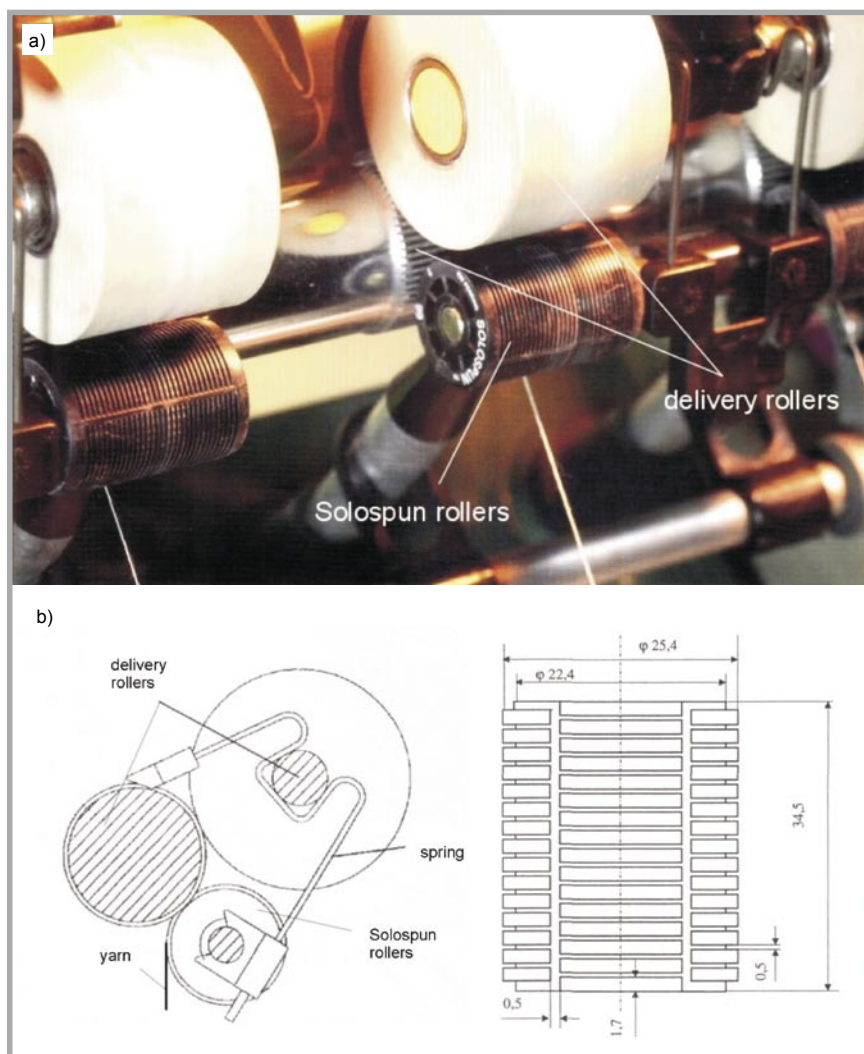 a)
delivery rollers
SOLOSPUN
Solospun rollers
b)
delivery
rollers
spring
Solospun
rollers
yarn
φ 25,4
φ 22,4
34,5
0,5
0,5
1,7